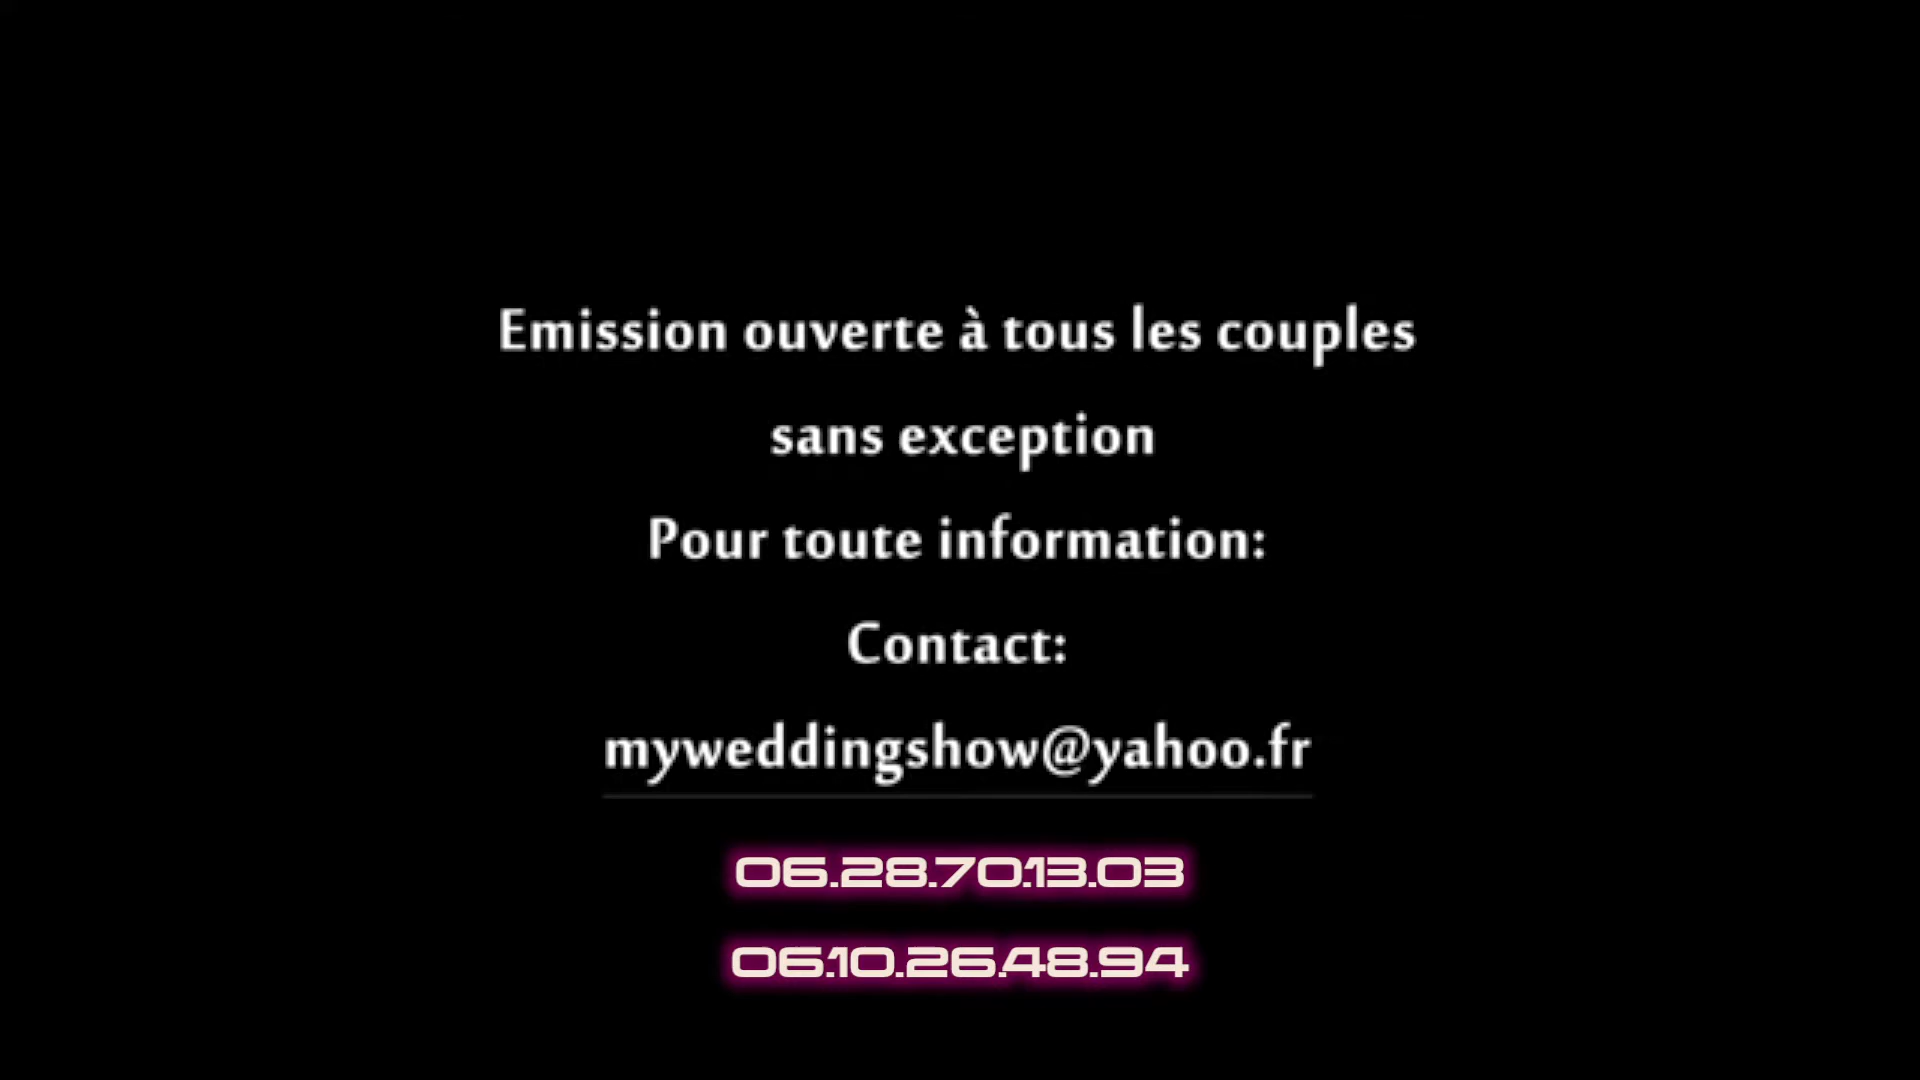 Emission ouverte à tous les couples
sans exception
Pour toute information:
Contact:
myweddingshow@yahoo.fr
06.28.70.13.03
06.10.26.48.94